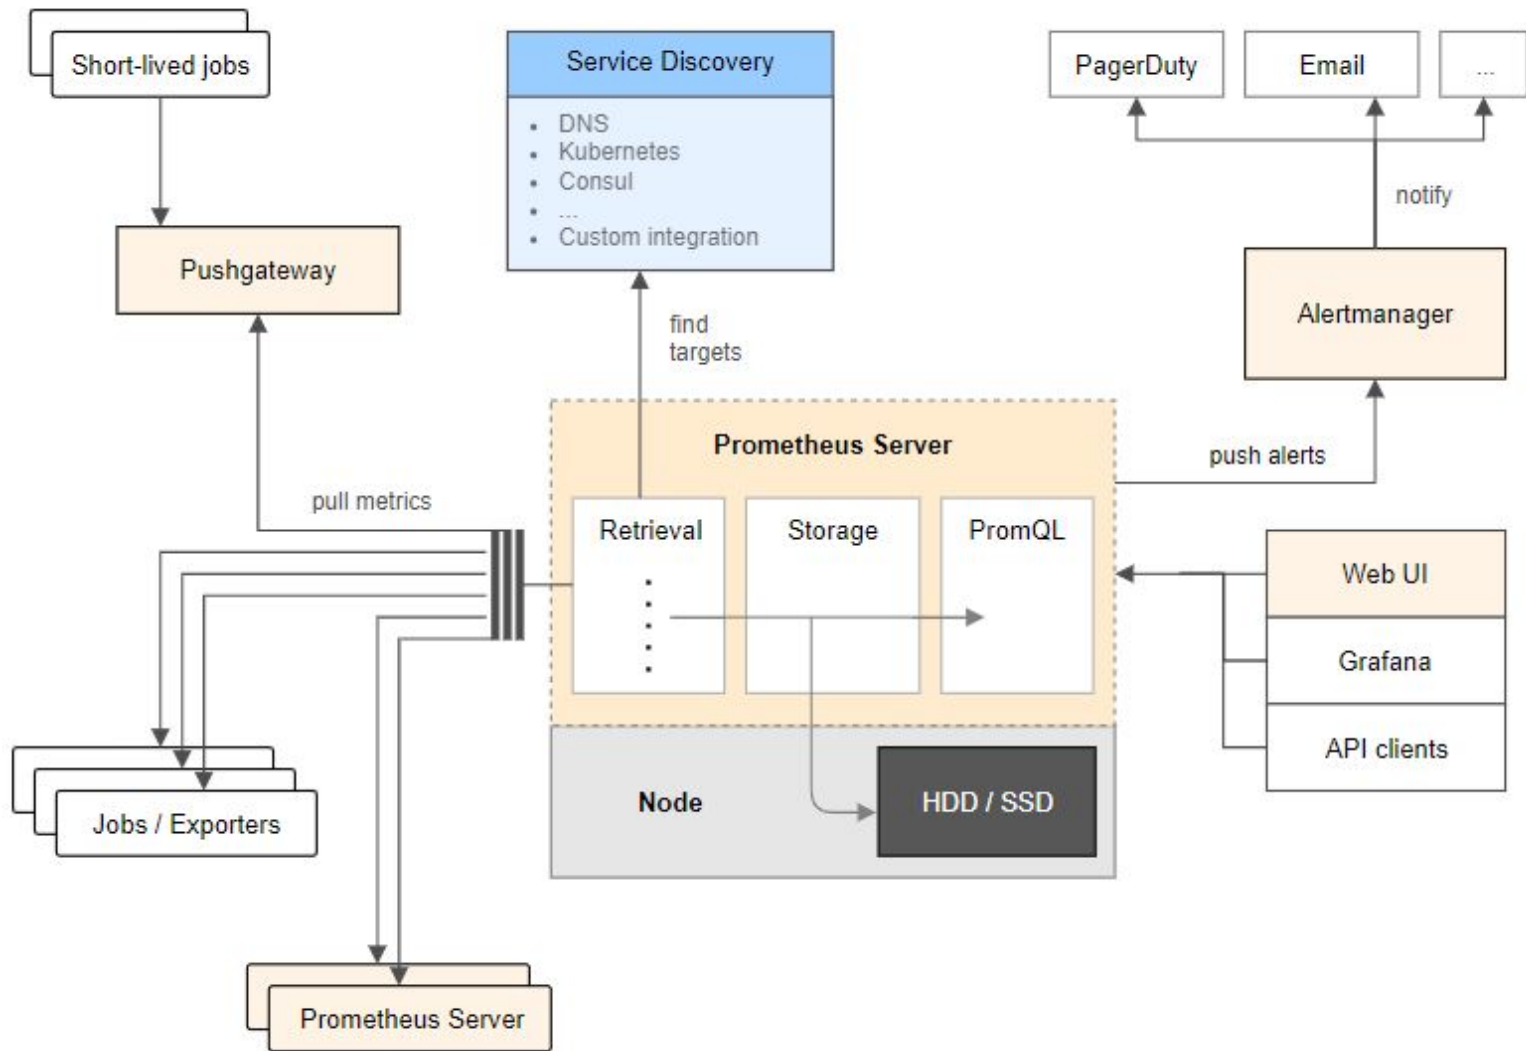 Short-lived jobs
Service Discovery
• DNS
• Kubernetes
• Consul
• ...
• Custom integration
PagerDuty
Email
...
notify
Pushgateway
Alertmanager
find
targets
Prometheus Server
push alerts
pull metrics
Retrieval
Storage
PromQL
Web UI
Grafana
API clients
Node
HDD / SSD
Jobs / Exporters
Prometheus Server